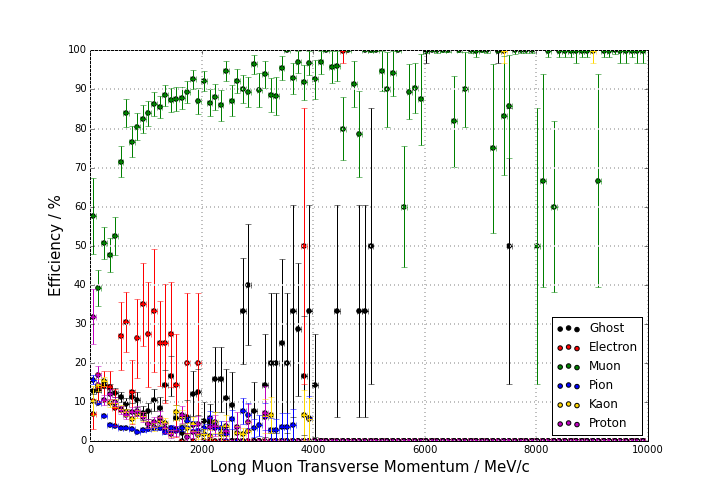 100
90
80
70
60
50
40
30
20
10
0
Efficiency / %
0 2000 4000 6000 8000 10000
Long Muon Transverse Momentum / MeV/c
Ghost
Electron
Muon
Pion
Kaon
Proton